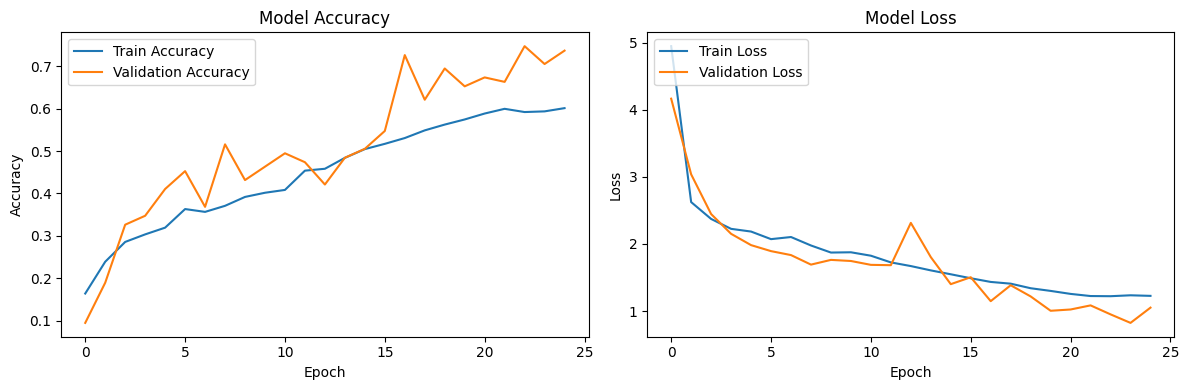 Model Accuracy
Train Accuracy
Validation Accuracy
0.7
0.6
0.5
0.4
0.3
0.2
0.1
Accuracy
0 5 10 15 20 25
Epoch
Model Loss
Train Loss
Validation Loss
5
4
3
2
1
Loss
0 5 10 15 20 25
Epoch